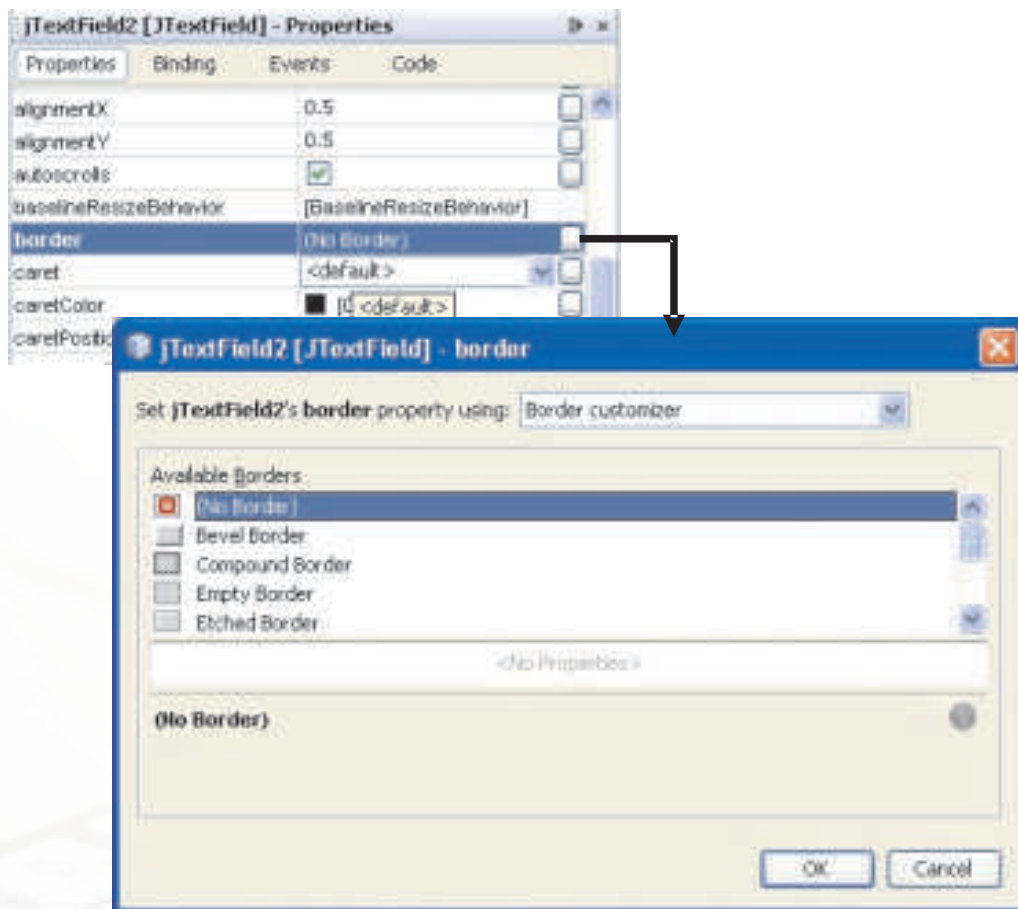 jTextField2 [JTextField] - Properties
Properties Binding Events Code
alignmentX 0.5
alignmentY 0.5
autoscrolls
baselineResizeBehavior [BaselineResizeBehavior]
border (No Border)
caret <default>
caretColor <default>
jTextField2 [JTextField] - border
Set jTextField2's border property using: Border customizer
Available Borders
(No Border)
Bevel Border
Compound Border
Empty Border
Etched Border
<No Properties>
(No Border)
OK Cancel